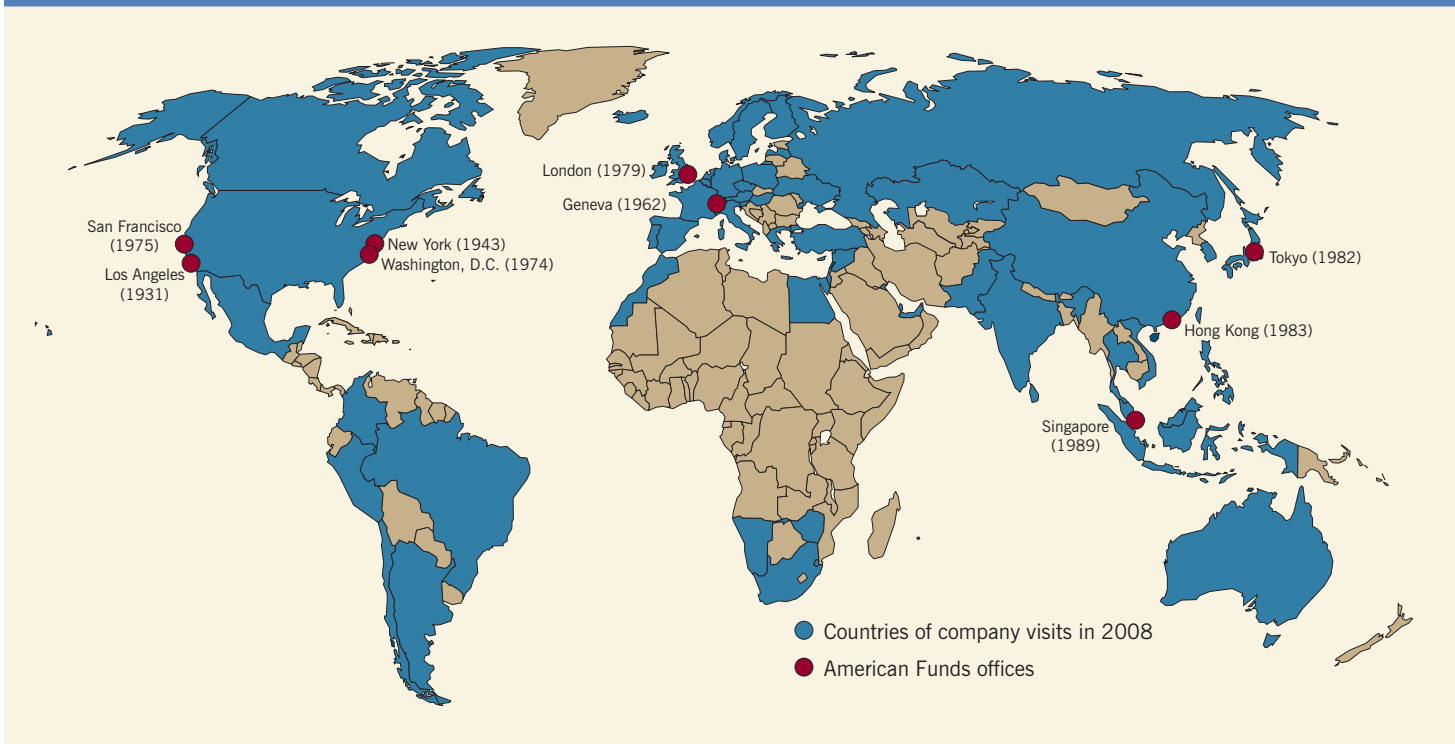 San Francisco
(1975)
Los Angeles
(1931)
New York (1943)
Washington, D.C. (1974)
London (1979)
Geneva (1962)
Tokyo (1982)
Hong Kong (1983)
Singapore
(1989)
Countries of company visits in 2008
American Funds offices